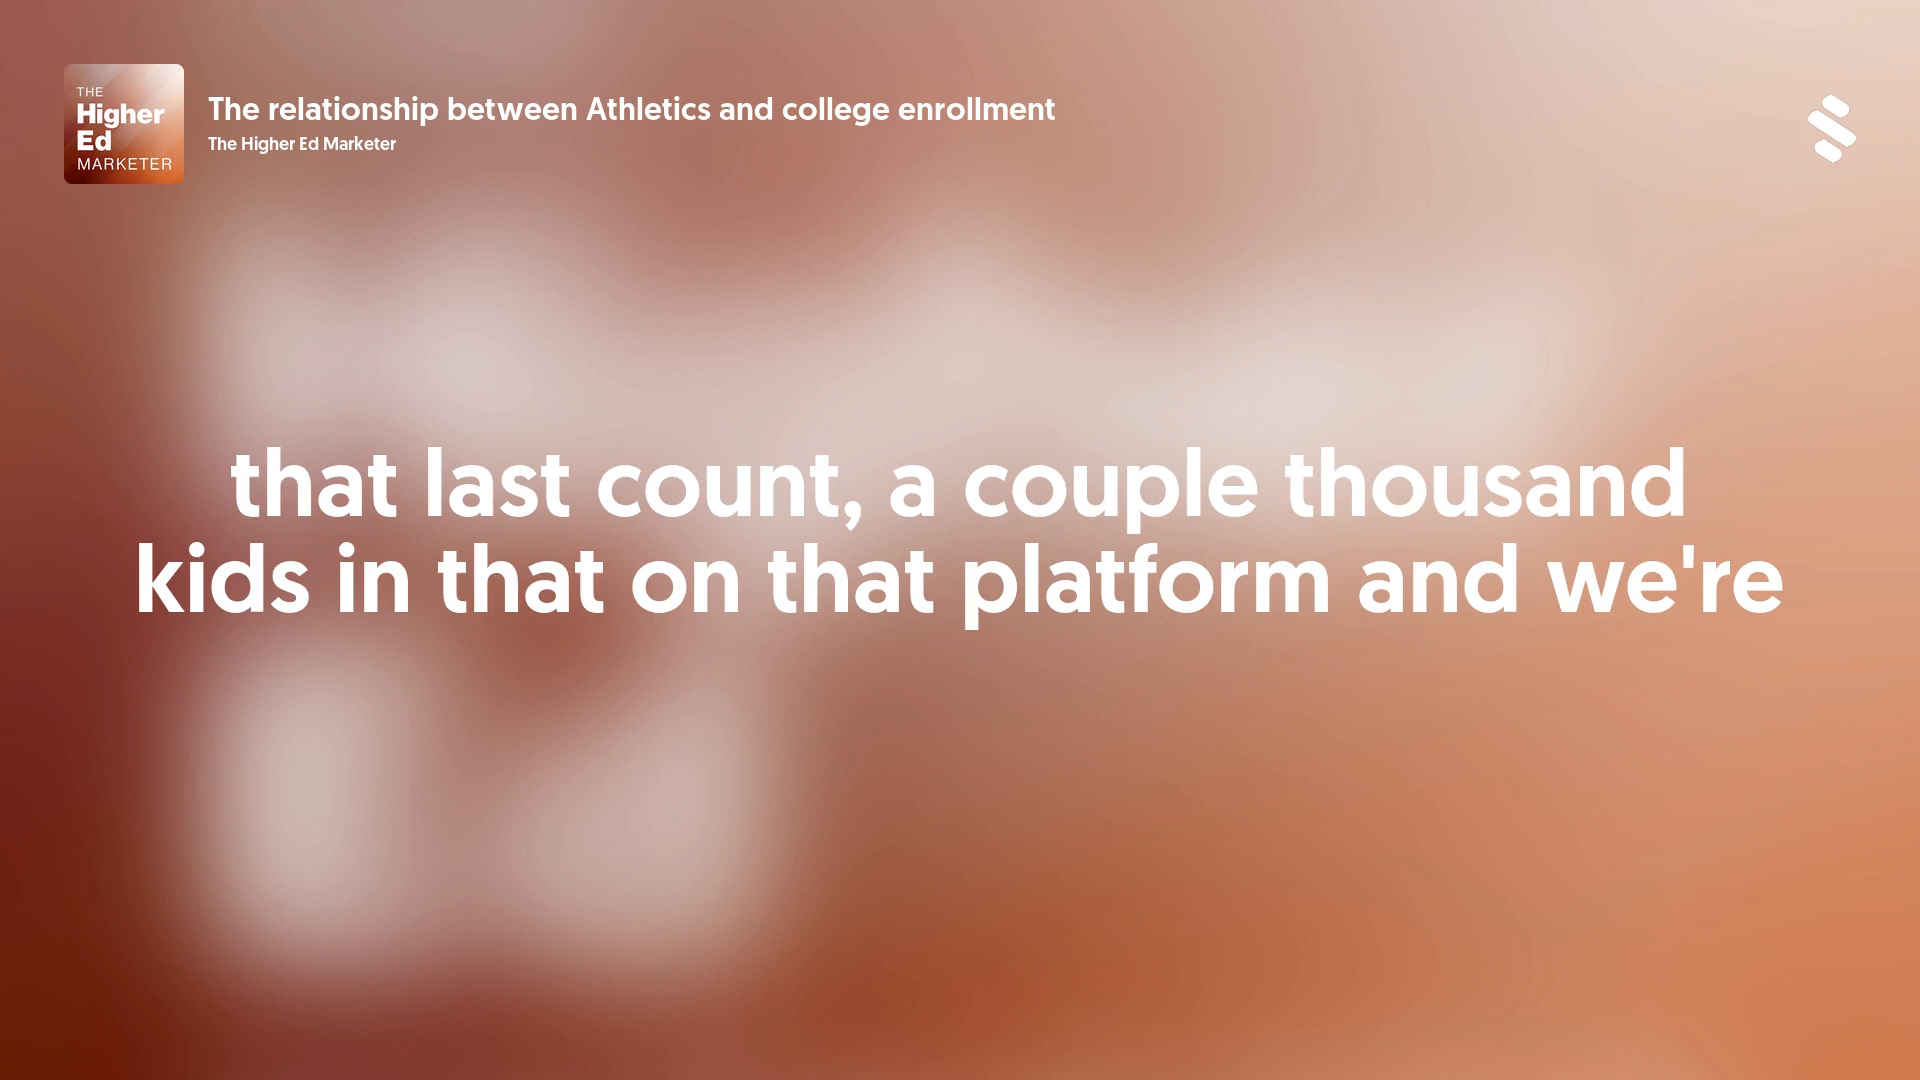 THE
Higher
Ed
MARKETER
The relationship between Athletics and college enrollment
The Higher Ed Marketer
that last count, a couple thousand
kids in that on that platform and we're